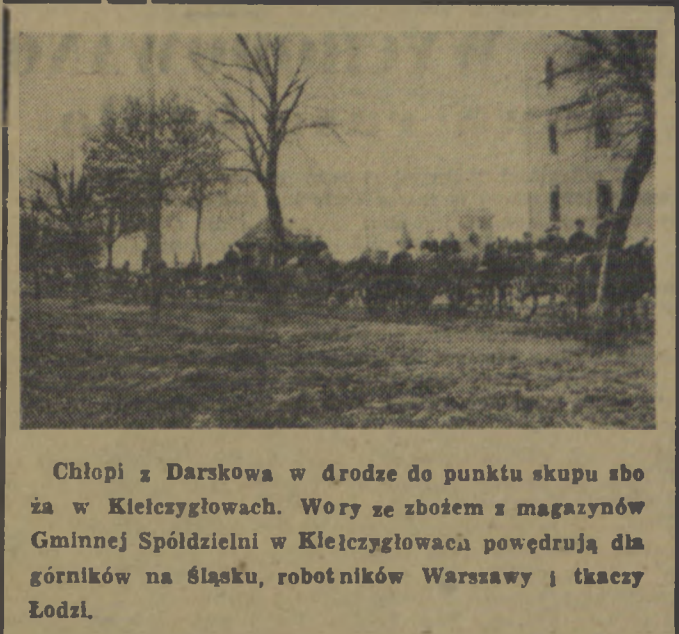 Chłopi z Darskowa w drodze do punktu skupu zbo
ża w Kiełczygłowach. Wory ze zbożem z magazynów
Gminnej Spółdzielni w Kiełczygłowach powędrują dla
górników na Śląsku, robotników Warszawy i tkaczy
Łodzi.